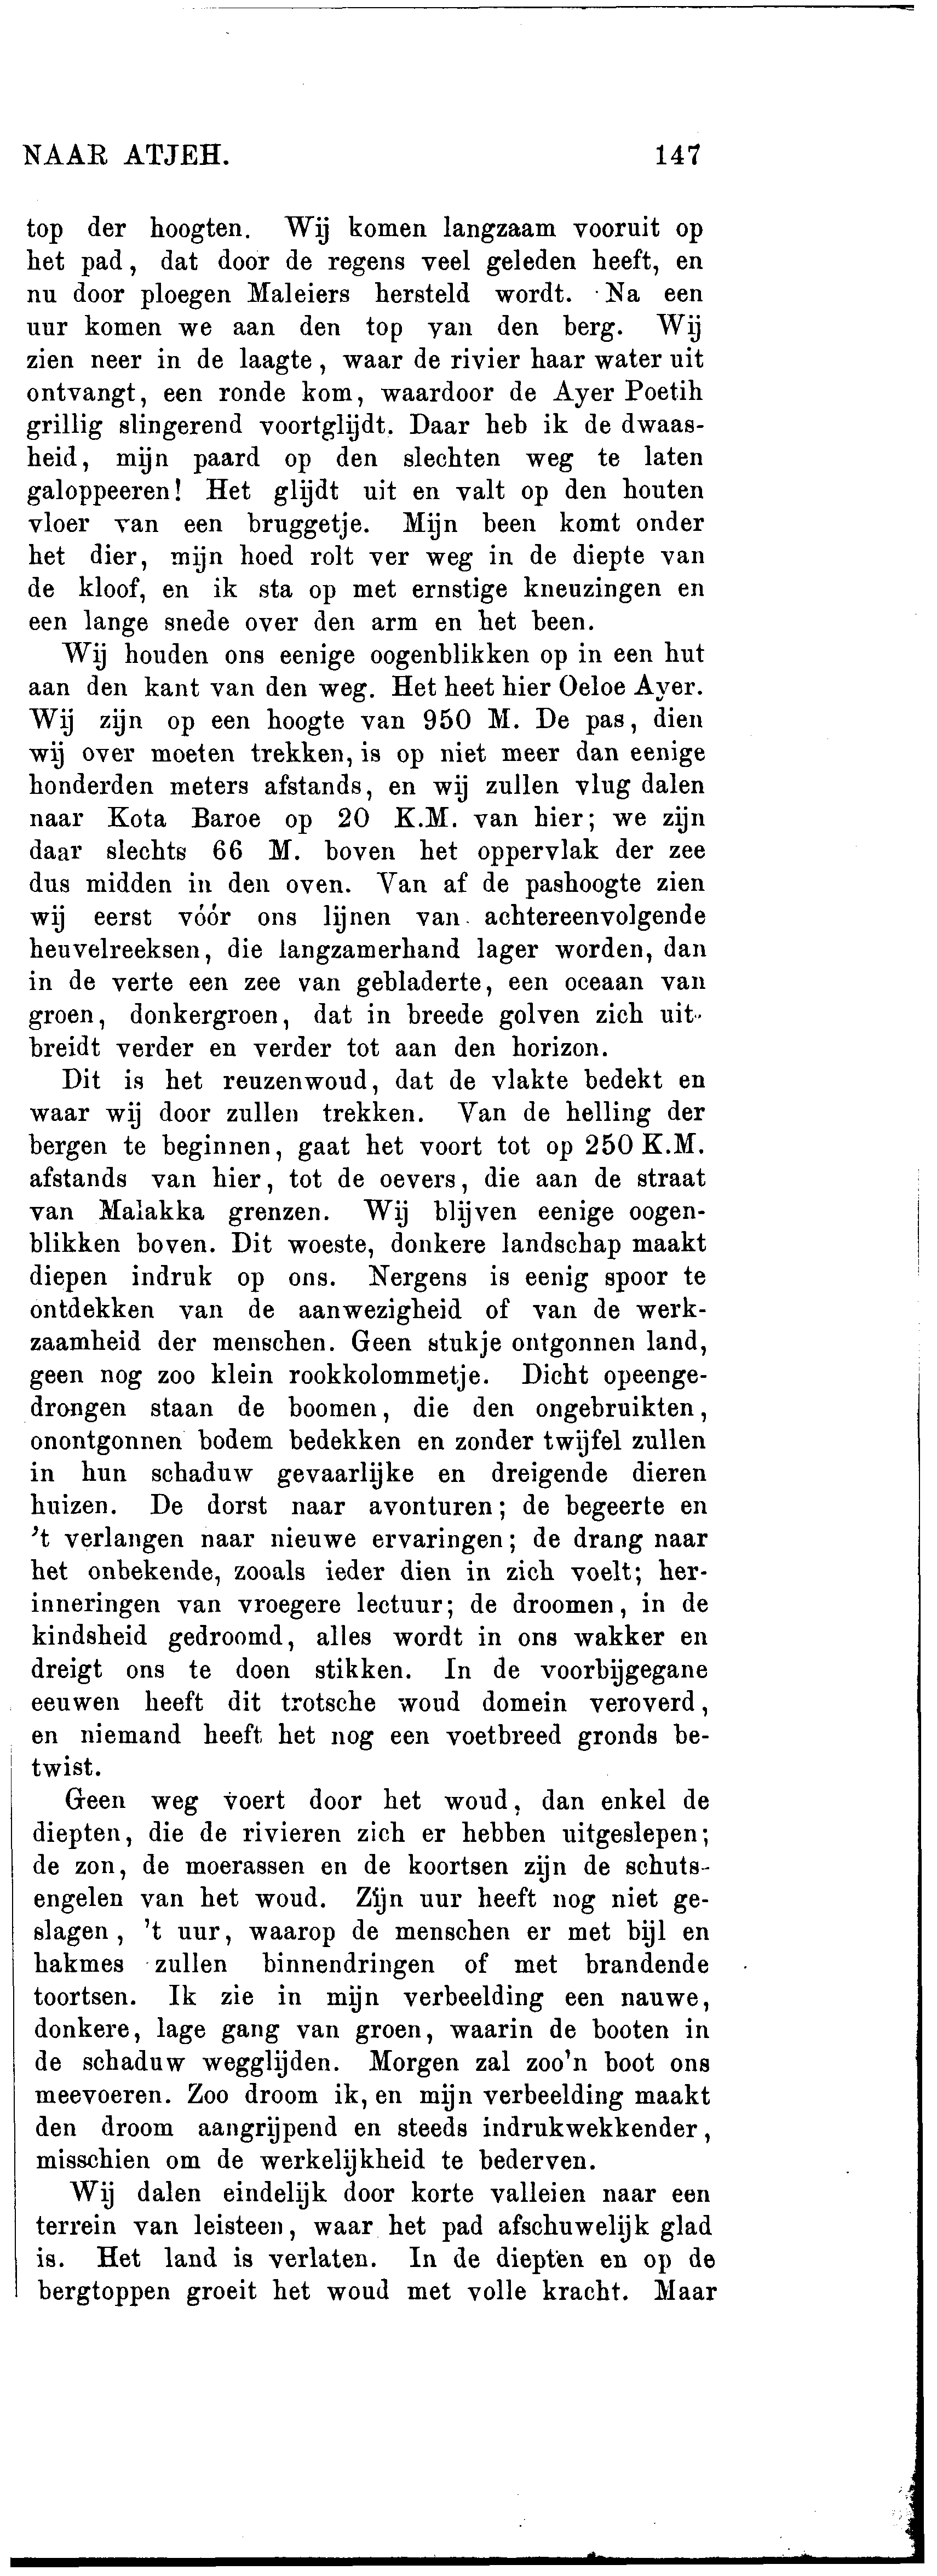 NAAR ATJEH. 147
top der hoogten. Wij komen langzaam vooruit op
het pad, dat door de regens veel geleden heeft, en
nu door ploegen Maleiers hersteld wordt. Na een
uur komen we aan den top van den berg. Wij
zien neer in de laagte, waar de rivier haar water uit
ontvangt, een ronde kom, waardoor de Ayer Poetih
grillig slingerend voortglijdt. Daar heb ik de dwaas-
heid, mijn paard op den slechten weg te laten
galoppeeren! Het glijdt uit en valt op den houten
vloer van een bruggetje. Mijn been komt onder
het dier, mijn hoed rolt ver weg in de diepte van
de kloof, en ik sta op met ernstige kneuzingen en
een lange snede over den arm en het been.
Wij houden ons eenige oogenblikken op in een hut
aan den kant van den weg. Het heet hier Oeloe Ayer.
Wij zijn op een hoogte van 950 M. De pas, dien
wij over moeten trekken, is op niet meer dan eenige
honderden meters afstands, en wij zullen vlug dalen
naar Kota Baroe op 20 K.M. van hier; we zijn
daar slechts 66 M. boven het oppervlak der zee
dus midden in den oven. Van af de pashoogte zien
wij eerst vóór ons lijnen van achtereenvolgende
heuvelreeksen, die langzamerhand lager worden, dan
in de verte een zee van gebladerte, een oceaan van
groen, donkergroen, dat in breede golven zich uit-
breidt verder en verder tot aan den horizon.
Dit is het reuzenwoud, dat de vlakte bedekt en
waar wij door zullen trekken. Van de helling der
bergen te beginnen, gaat het voort tot op 250 K.M.
afstands van hier, tot de oevers, die aan de straat
van Malakka grenzen. Wij blijven eenige oogen-
blikken boven. Dit woeste, donkere landschap maakt
diepen indruk op ons. Nergens is eenig spoor te
ontdekken van de aanwezigheid of van de werk-
zaamheid der menschen. Geen stukje ontgonnen land,
geen nog zoo klein rookkolommetje. Dicht opeenge-
drongen staan de boomen, die den ongebruikten,
onontgonnen bodem bedekken en zonder twijfel zullen
in hun schaduw gevaarlijke en dreigende dieren
huizen. De dorst naar avonturen; de begeerte en
't verlangen naar nieuwe ervaringen; de drang naar
het onbekende, zooals ieder dien in zich voelt; her-
inneringen van vroegere lectuur; de droomen, in de
kindsheid gedroomd, alles wordt in ons wakker en
dreigt ons te doen stikken. In de voorbijgegane
eeuwen heeft dit trotsche woud domein veroverd,
en niemand heeft het nog een voetbreed gronds be-
twist.
Geen weg voert door het woud, dan enkel de
diepten, die de rivieren zich er hebben uitgeslepen;
de zon, de moerassen en de koortsen zijn de schuts-
engelen van het woud. Zijn uur heeft nog niet ge-
slagen, 't uur, waarop de menschen er met bijl en
hakmes zullen binnendringen of met brandende
toortsen. Ik zie in mijn verbeelding een nauwe,
donkere, lage gang van groen, waarin de booten in
de schaduw wegglijden. Morgen zal zoo'n boot ons
meevoeren. Zoo droom ik, en mijn verbeelding maakt
den droom aangrijpend en steeds indrukwekkender,
misschien om de werkelijkheid te bederven.
Wij dalen eindelijk door korte valleien naar een
terrein van leisteen, waar het pad afschuwelijk glad
is. Het land is verlaten. In de diepten en op de
bergtoppen groeit het woud met volle kracht. Maar